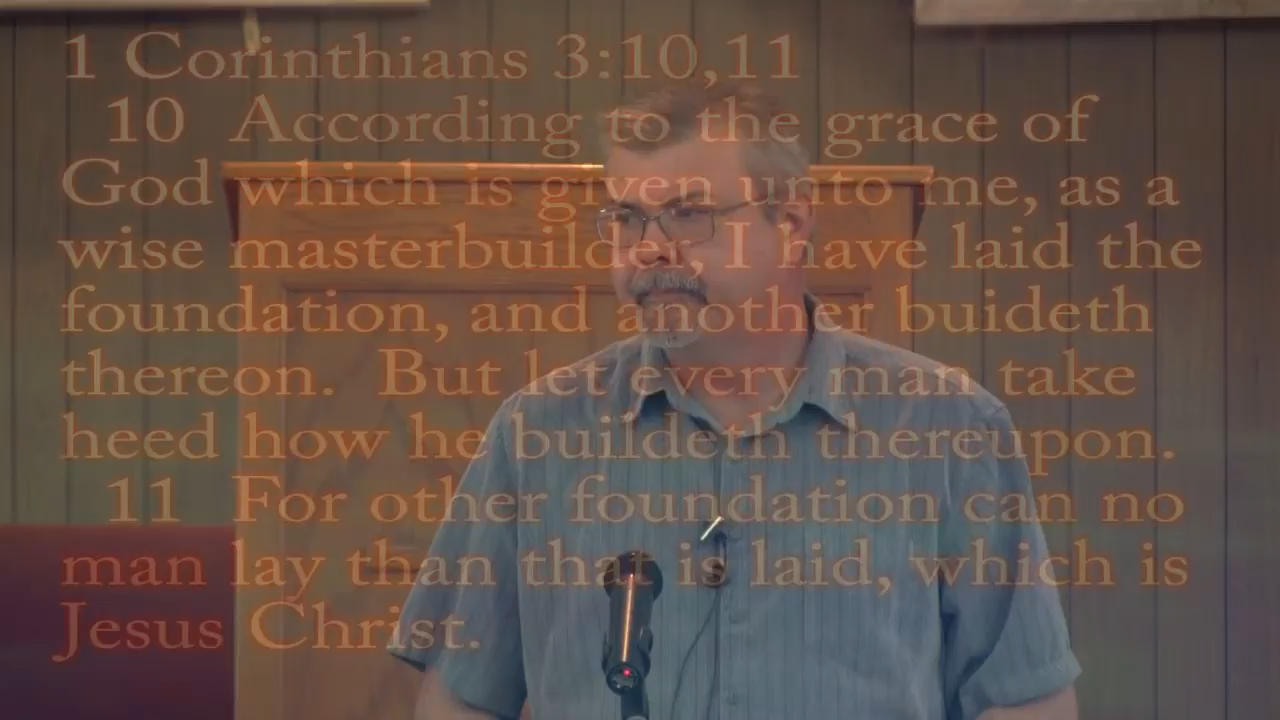 1 Corinthians 3:10,11
10 According to the grace of
God which is given unto me, as a
wise masterbuilder, I have laid the
foundation, and another buideth
thereon. But let every man take
heed how he buildeth thereupon.
11 For other foundation can no
man lay than that is laid, which is
Jesus Christ.